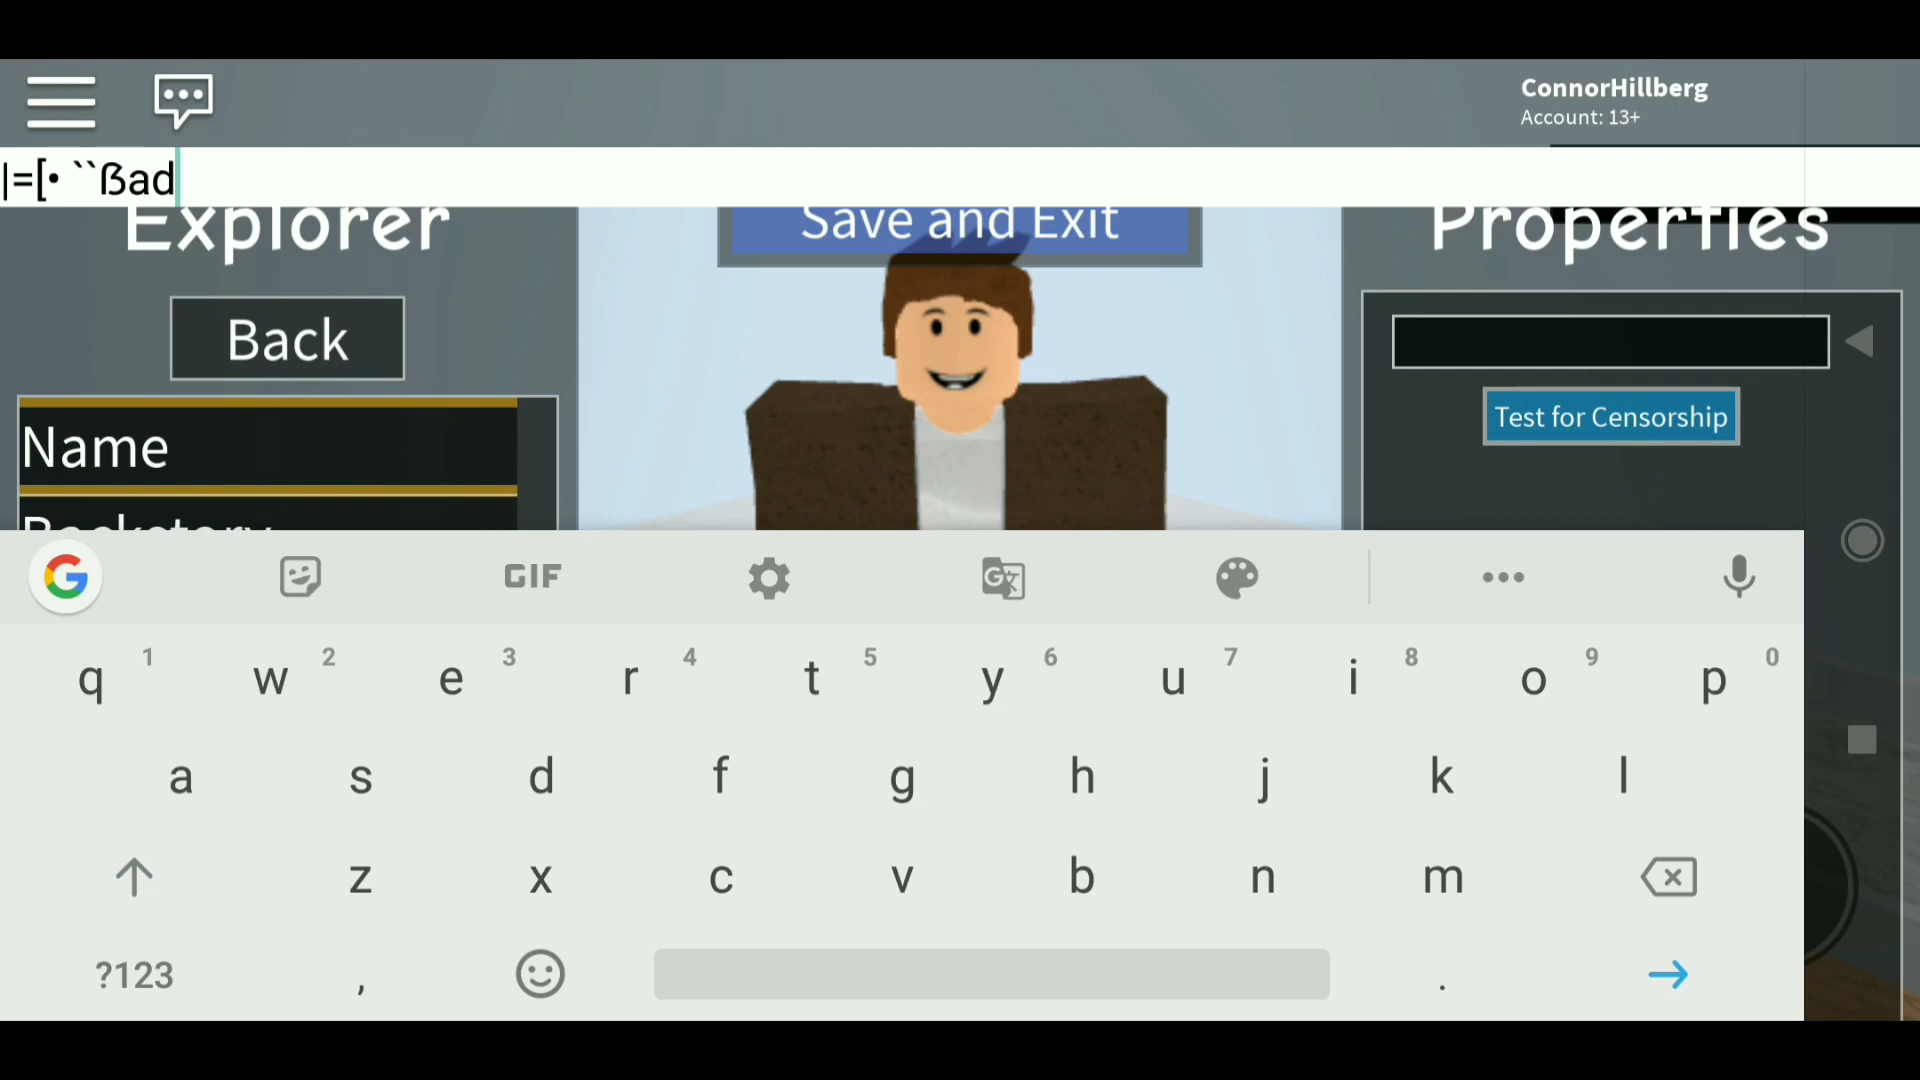 ConnorHillberg
Account: 13+
|=[• ``ßad
Explorer
Save and Exit
Properties
Back
Test for Censorship
Name
Backstory
GIF
q 1 w 2 e 3 r 4 t 5 y 6 u 7 i 8 o 9 p 0
a s d f g h j k l
z x c v b n m
?123 , .